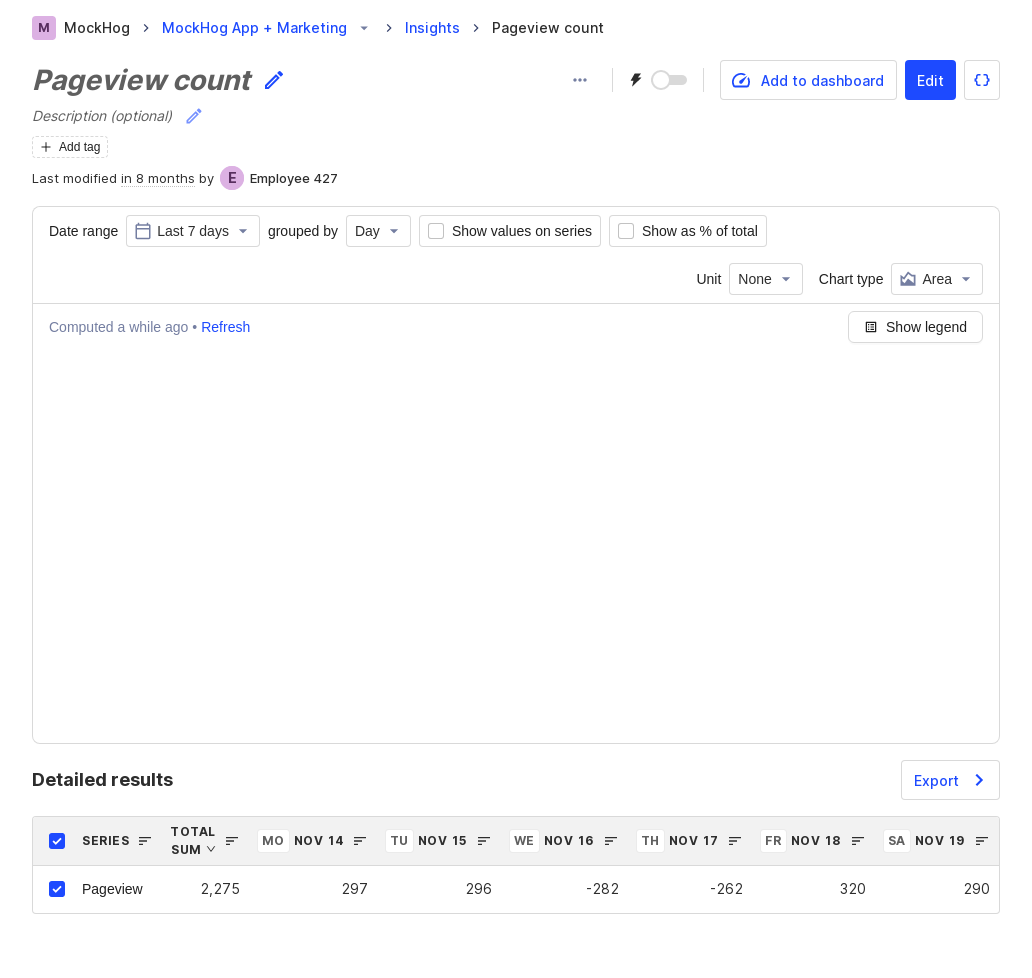 M MockHog MockHog App + Marketing Insights Pageview count
Pageview count
Add to dashboard Edit
Description (optional)
Add tag
Last modified in 8 months by E Employee 427
Date range Last 7 days grouped by Day Show values on series Show as % of total
Unit None Chart type Area
Computed a while ago • Refresh Show legend
Detailed results Export
SERIES TOTAL SUM MO NOV 14 TU NOV 15 WE NOV 16 TH NOV 17 FR NOV 18 SA NOV 19
Pageview 2,275 297 296 -282 -262 320 290